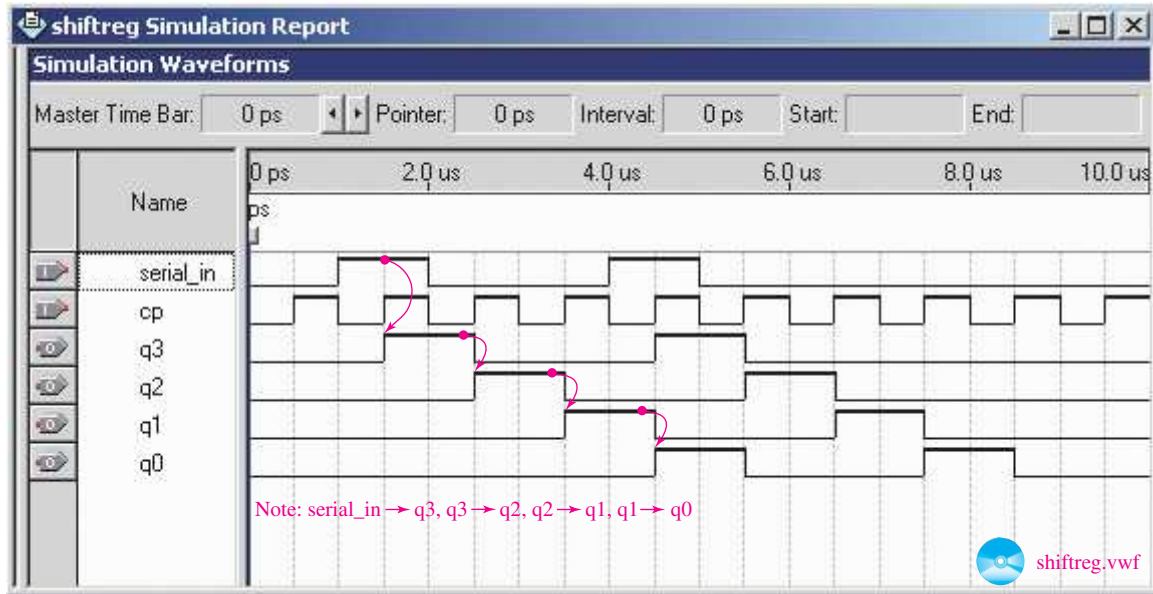 shiftreg Simulation Report
Simulation Waveforms
Master Time Bar: 0 ps Pointer: 0 ps Interval: 0 ps Start: End:
Name
0 ps 2.0 us 4.0 us 6.0 us 8.0 us 10.0 us
ps
serial_in
cp
q3
q2
q1
q0
Note: serial_in → q3, q3 → q2, q2 → q1, q1 → q0
shiftreg.vwf